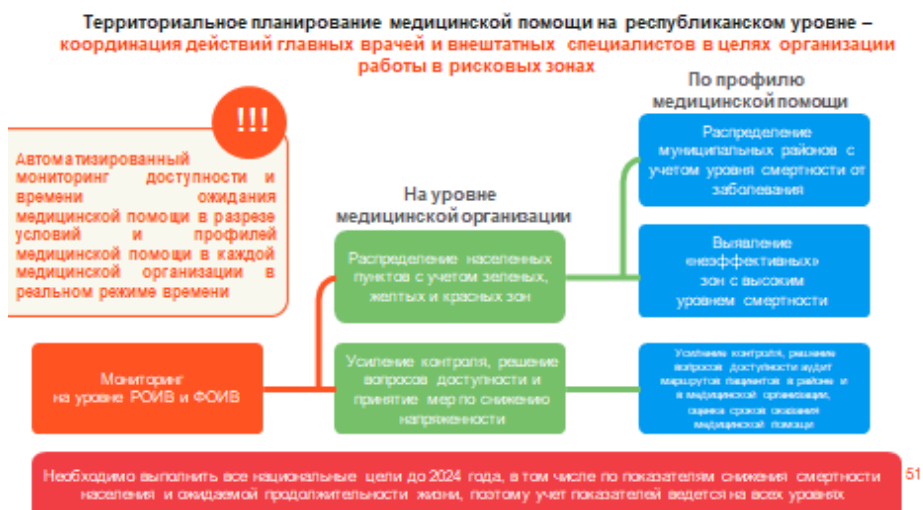 Территориальное планирование медицинской помощи на республиканском уровне –
координация действий главных врачей и внештатных специалистов в целях организации
работы в рисковых зонах
!!!
Автоматизированный
мониторинг доступности и
времени ожидания
медицинской помощи в разрезе
условий и профилей
медицинской помощи в каждой
медицинской организации в
реальном режиме времени
Мониторинг
на уровне РОИВ и ФОИВ
На уровне
медицинской организации
Распределение населенных
пунктов с учетом зеленых,
желтых и красных зон
Усиление контроля, решение
вопросов доступности и
принятие мер по снижению
напряженности
По профилю
медицинской помощи
Распределение
муниципальных районов с
учетом уровня смертности от
заболевания
Выявление
«неэффективных»
зон с высоким
уровнем смертности
Усиление контроля, решение
вопросов доступности аудит
маршрутов пациентов в районе и
в медицинской организации,
оценка сроков оказания
медицинской помощи
Необходимо выполнить все национальные цели до 2024 года, в том числе по показателям снижения смертности
населения и ожидаемой продолжительности жизни, поэтому учет показателей ведется на всех уровнях
51